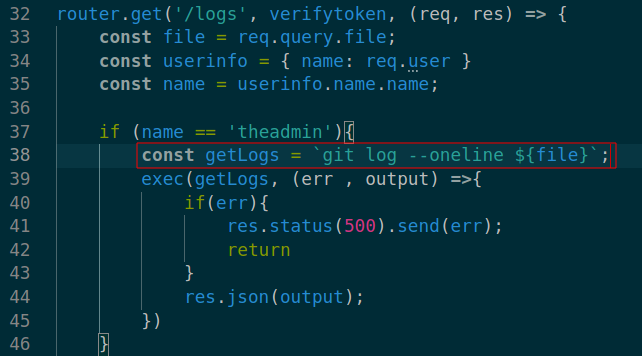 32 router.get('/logs', verifytoken, (req, res) => {
33     const file = req.query.file;
34     const userinfo = { name: req.user }
35     const name = userinfo.name.name;
36
37     if (name == 'theadmin'){
38         const getLogs = `git log --oneline ${file}`;
39         exec(getLogs, (err , output) =>{
40             if(err){
41                 res.status(500).send(err);
42                 return
43             }
44             res.json(output);
45         })
46     }